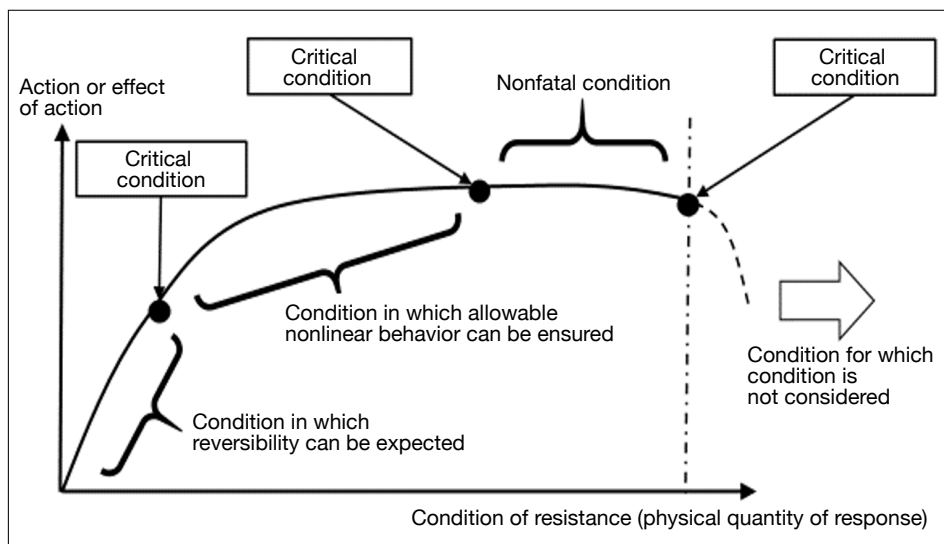 Action or effect
of action
Critical
condition
Critical
condition
Nonfatal condition
Critical
condition
Condition in which allowable
nonlinear behavior can be ensured
Condition in which
reversibility can be expected
Condition for which
condition is
not considered
Condition of resistance (physical quantity of response)